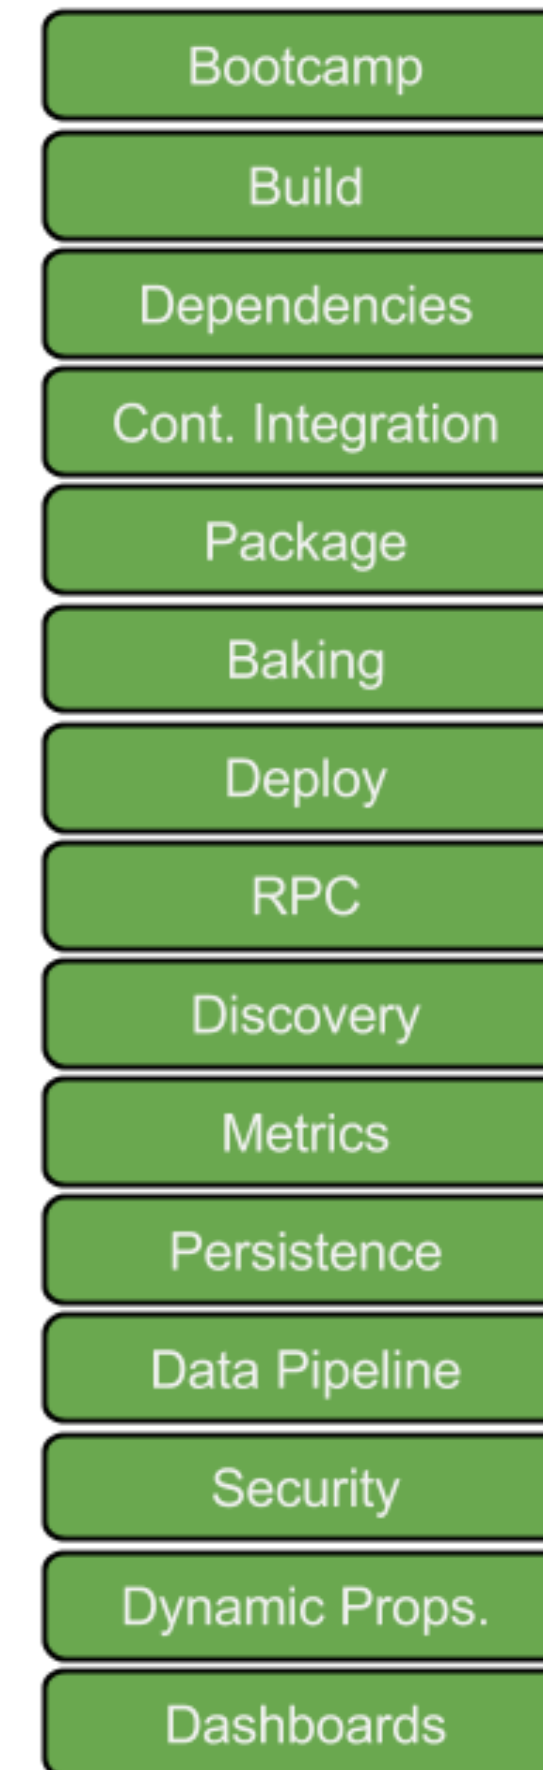 Bootcamp
Build
Dependencies
Cont. Integration
Package
Baking
Deploy
RPC
Discovery
Metrics
Persistence
Data Pipeline
Security
Dynamic Props.
Dashboards